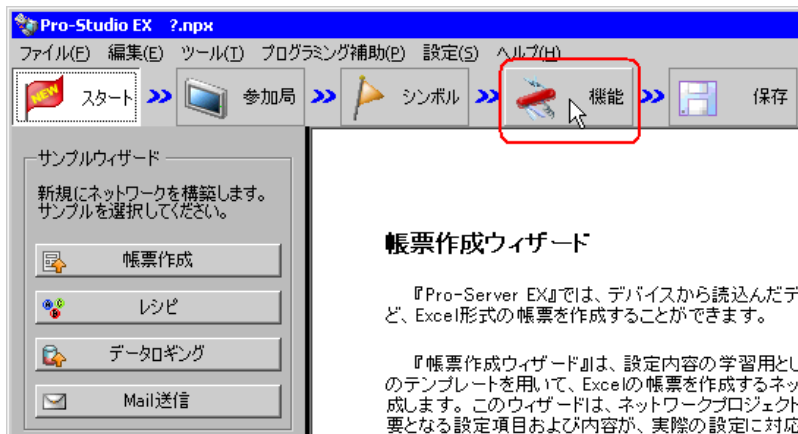 Pro-Studio EX ?.npx
ファイル(F) 編集(E) ツール(T) プログラミング補助(P) 設定(S) ヘルプ(H)
NEW スタート 参加局 シンボル 機能 保存
サンプルウィザード
新規にネットワークを構築します。
サンプルを選択してください。
帳票作成
レシピ
データロギング
Mail送信
帳票作成ウィザード
『Pro-Server EX』では、デバイスから読込んだデ
ど、Excel形式の帳票を作成することができます。
『帳票作成ウィザード』は、設定内容の学習用とし
のテンプレートを用いて、Excelの帳票を作成するネッ
成します。このウィザードは、ネットワークプロジェクト
要となる設定項目および内容が、実際の設定に対応